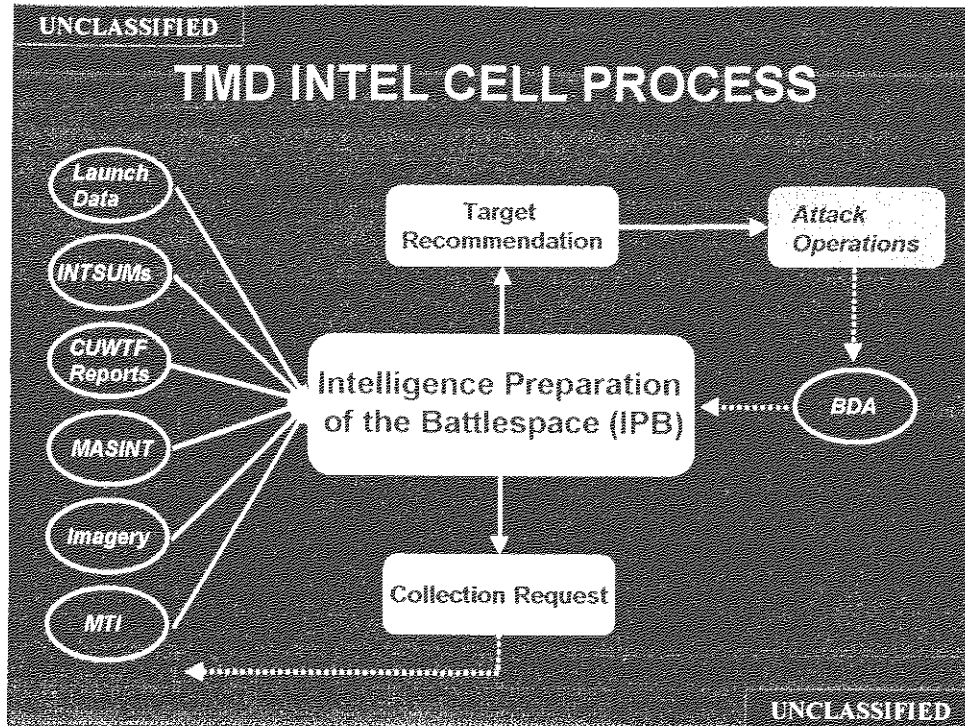 UNCLASSIFIED
TMD INTEL CELL PROCESS
Launch
Data
INTSUMs
CUWTF
Reports
MASINT
Imagery
MTI
Target
Recommendation
Attack
Operations
Intelligence Preparation
of the Battlespace (IPB)
BDA
Collection Request
UNCLASSIFIED